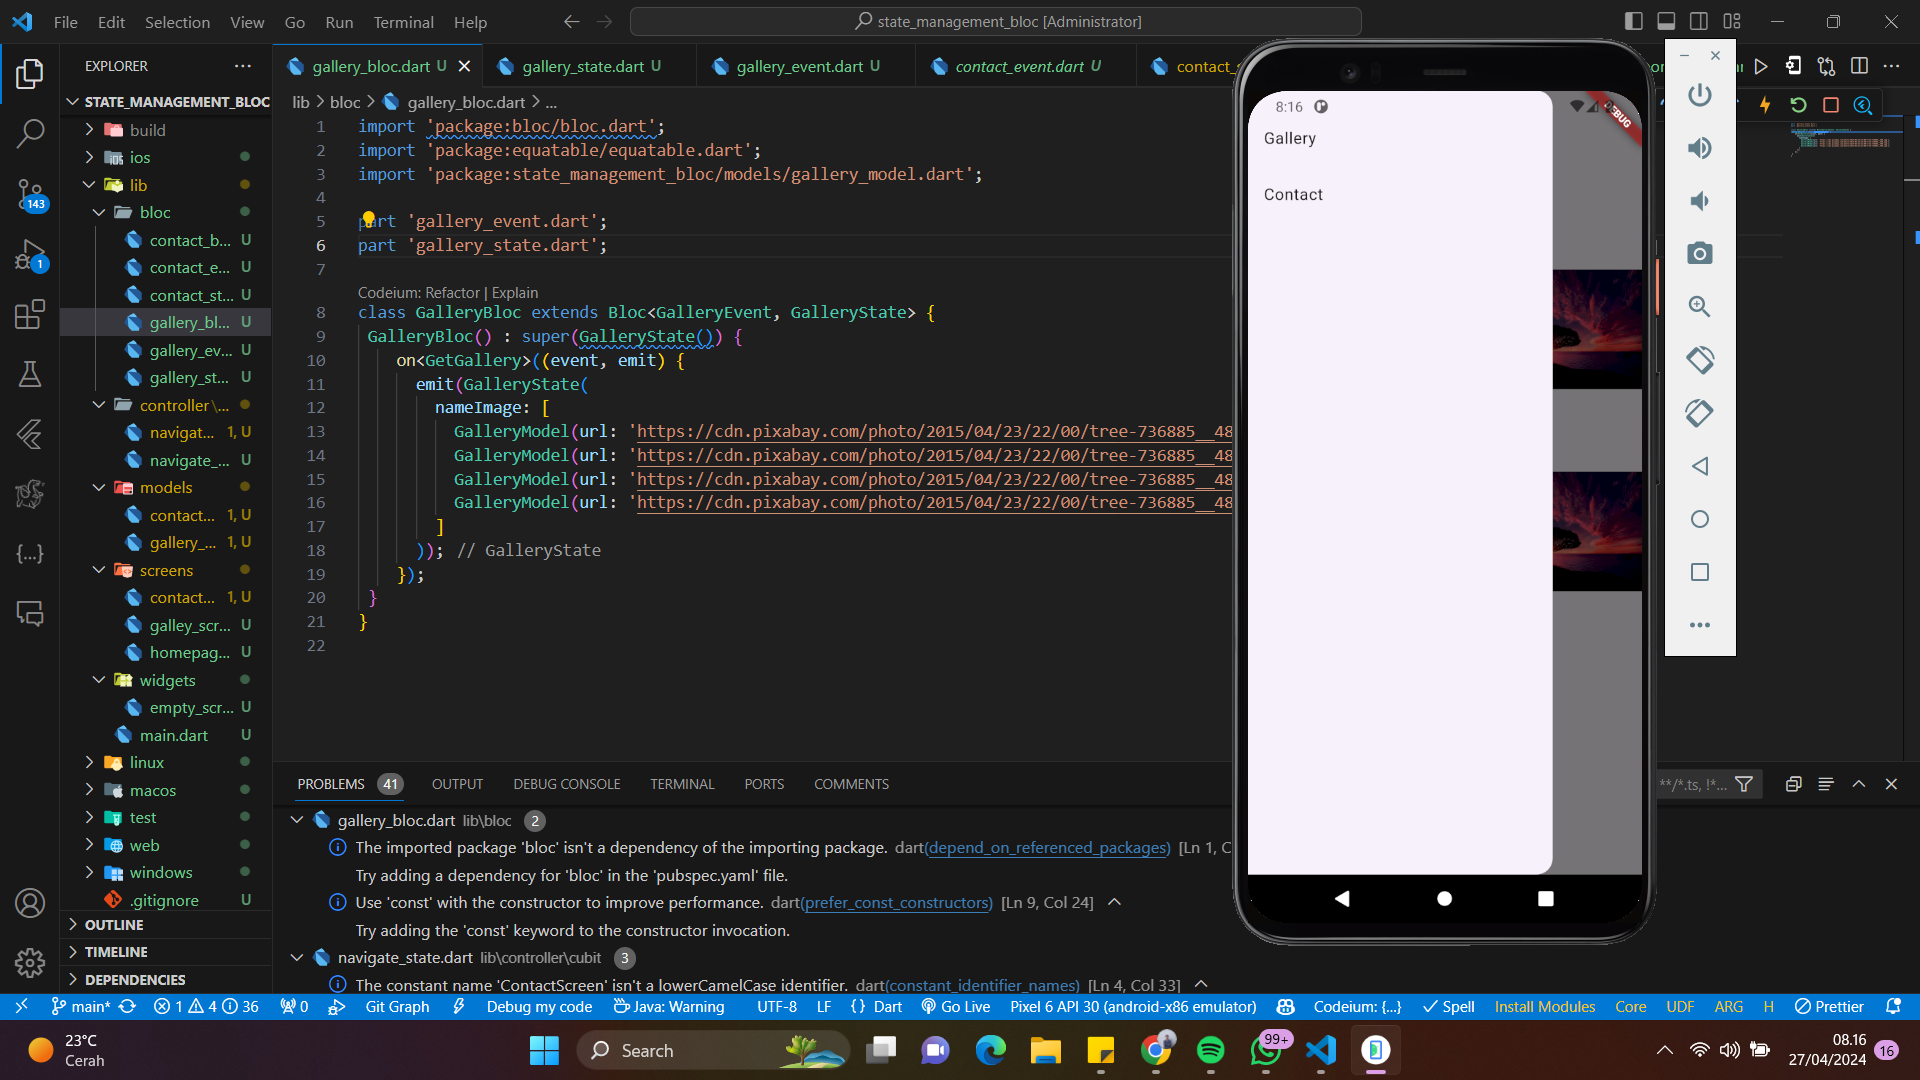 File Edit Selection View Go Run Terminal Help
state_management_bloc [Administrator]
EXPLORER
STATE_MANAGEMENT_BLOC
build
ios
lib
bloc
contact_b... U
contact_e... U
contact_st... U
gallery_bl... U
gallery_ev... U
gallery_st... U
controller\...
navigat... 1, U
navigate_... U
models
contact... 1, U
gallery_... 1, U
screens
contact... 1, U
galley_scr... U
homepag... U
widgets
empty_scr... U
main.dart U
linux
macos
test
web
windows
.gitignore U
OUTLINE
TIMELINE
DEPENDENCIES
143
1
gallery_bloc.dart U
gallery_state.dart U
gallery_event.dart U
contact_event.dart U
lib > bloc > gallery_bloc.dart > ...
1 import 'package:bloc/bloc.dart';
2 import 'package:equatable/equatable.dart';
3 import 'package:state_management_bloc/models/gallery_model.dart';
4
5 part 'gallery_event.dart';
6 part 'gallery_state.dart';
7
Codeium: Refactor | Explain
8 class GalleryBloc extends Bloc<GalleryEvent, GalleryState> {
9 GalleryBloc() : super(GalleryState()) {
10 on<GetGallery>((event, emit) {
11 emit(GalleryState(
12 nameImage: [
13 GalleryModel(url: 'https://cdn.pixabay.com/photo/2015/04/23/22/00/tree-736885__48
14 GalleryModel(url: 'https://cdn.pixabay.com/photo/2015/04/23/22/00/tree-736885__48
15 GalleryModel(url: 'https://cdn.pixabay.com/photo/2015/04/23/22/00/tree-736885__48
16 GalleryModel(url: 'https://cdn.pixabay.com/photo/2015/04/23/22/00/tree-736885__48
17 ]
18 )); // GalleryState
19 });
20 }
21 }
22
8:16
DEBUG
Gallery
Contact
PROBLEMS 41 OUTPUT DEBUG CONSOLE TERMINAL PORTS COMMENTS
**/*.ts, !*...
gallery_bloc.dart lib\bloc 2
The imported package 'bloc' isn't a dependency of the importing package. dart(depend_on_referenced_packages) [Ln 1, C
Try adding a dependency for 'bloc' in the 'pubspec.yaml' file.
Use 'const' with the constructor to improve performance. dart(prefer_const_constructors) [Ln 9, Col 24]
Try adding the 'const' keyword to the constructor invocation.
navigate_state.dart lib\controller\cubit 3
The constant name 'ContactScreen' isn't a lowerCamelCase identifier. dart(constant_identifier_names) [Ln 4, Col 33]
main* 1 4 36 0 Git Graph Debug my code Java: Warning UTF-8 LF {} Dart Go Live Pixel 6 API 30 (android-x86 emulator) Codeium: {...} Spell Install Modules Core UDF ARG H Prettier
23°C
Cerah
Search
99+
08.16
27/04/2024
16